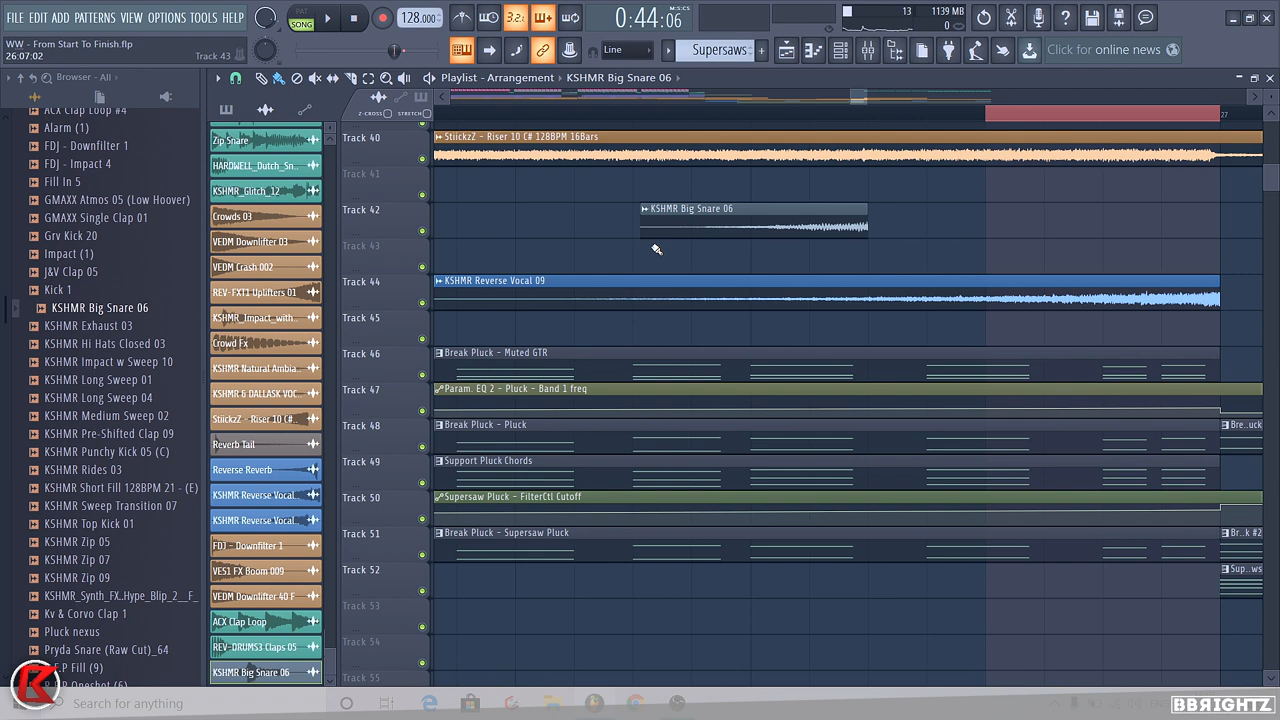 FILE EDIT ADD PATTERNS VIEW OPTIONS TOOLS HELP
PAT
SONG
128.000
3.2..
0:44:06
M:S:CS
13
1139 MB
0
WW - From Start To Finish.flp
Track 43
26:07:02
Line
Supersaws
Click for online news
Browser - All
Playlist - Arrangement
KSHMR Big Snare 06
Z-CROSS
STRETCH
27
ACX Clap Loop #4
Alarm (1)
FDJ - Downfilter 1
FDJ - Impact 4
Fill In 5
GMAXX Atmos 05 (Low Hoover)
GMAXX Single Clap 01
Grv Kick 20
Impact (1)
J&V Clap 05
Kick 1
KSHMR Big Snare 06
KSHMR Exhaust 03
KSHMR Hi Hats Closed 03
KSHMR Impact w Sweep 10
KSHMR Long Sweep 01
KSHMR Long Sweep 04
KSHMR Medium Sweep 02
KSHMR Pre-Shifted Clap 09
KSHMR Punchy Kick 05 (C)
KSHMR Rides 03
KSHMR Short Fill 128BPM 21 - (E)
KSHMR Sweep Transition 07
KSHMR Top Kick 01
KSHMR Zip 05
KSHMR Zip 07
KSHMR Zip 09
KSHMR_Synth_FX..Hype_Blip_2__F_
Kv & Corvo Clap 1
Pluck nexus
Pryda Snare (Raw Cut)_64
Zip Snare
HARDWELL_Dutch_Sn..
KSHMR_Glitch_12
Crowds 03
VEDM Downlifter 03
VEDM Crash 002
REV-FXT1 Uplifters 01
KSHMR_Impact_with..
Crowd Fx
KSHMR Natural Ambia..
KSHMR & DALLASK VOC..
StiickzZ - Riser 10 C#..
Reverb Tail
Reverse Reverb
KSHMR Reverse Vocal..
KSHMR Reverse Vocal..
FDJ - Downfilter 1
VES1 FX Boom 009
VEDM Downlifter 40 F
ACX Clap Loop
REV-DRUMS3 Claps 05
KSHMR Big Snare 06
Track 40
StiickzZ - Riser 10 C# 128BPM 16Bars
Track 41
Track 42
KSHMR Big Snare 06
Track 43
Track 44
KSHMR Reverse Vocal 09
Track 45
Track 46
Break Pluck - Muted GTR
Track 47
Param. EQ 2 - Pluck - Band 1 freq
Track 48
Break Pluck - Pluck
Bre..uck
Track 49
Support Pluck Chords
Track 50
Supersaw Pluck - FilterCtl Cutoff
Track 51
Break Pluck - Supersaw Pluck
Br..k #2
Track 52
Sup..ws
Track 53
Track 54
Track 55
Type here to search
BBRIGHTZ